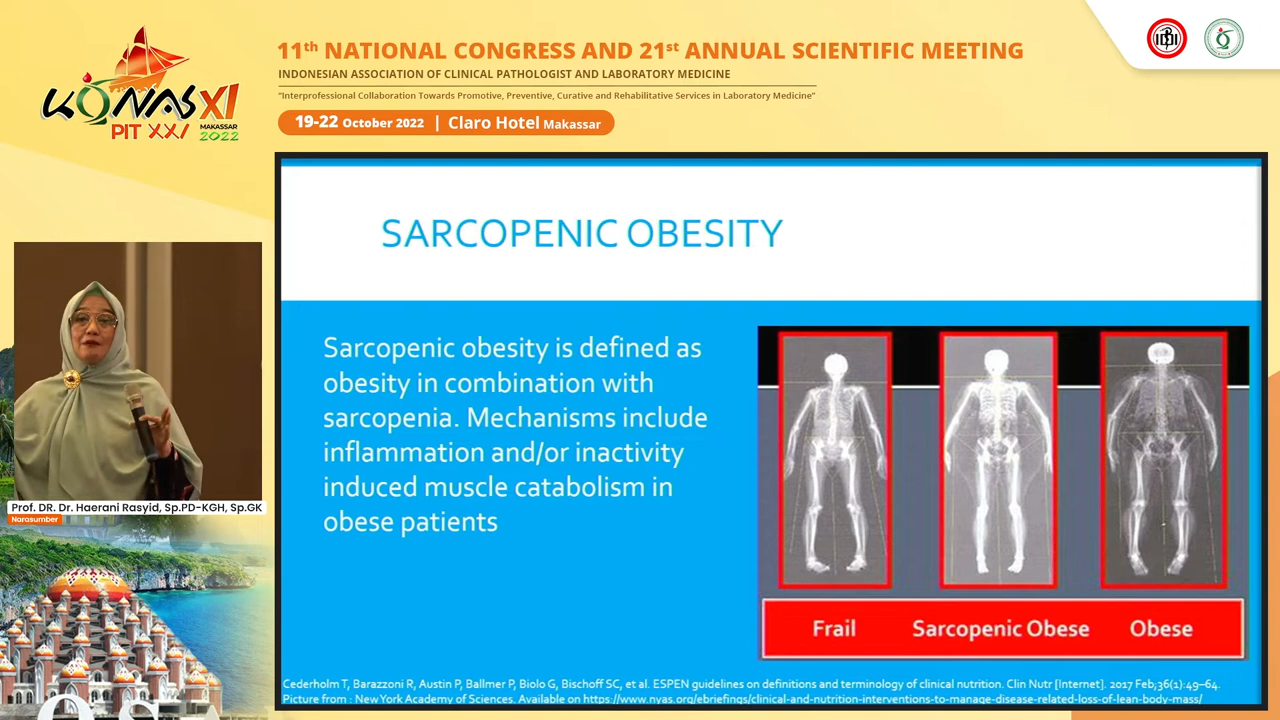 KONAS XI
PIT XXI
MAKASSAR
2022
11th NATIONAL CONGRESS AND 21st ANNUAL SCIENTIFIC MEETING
INDONESIAN ASSOCIATION OF CLINICAL PATHOLOGIST AND LABORATORY MEDICINE
"Interprofessional Collaboration Towards Promotive, Preventive, Curative and Rehabilitative Services in Laboratory Medicine"
19-22 October 2022 | Claro Hotel Makassar
SARCOPENIC OBESITY
Sarcopenic obesity is defined as
obesity in combination with
sarcopenia. Mechanisms include
inflammation and/or inactivity
induced muscle catabolism in
obese patients
Frail Sarcopenic Obese Obese
Cederholm T, Barazzoni R, Austin P, Ballmer P, Biolo G, Bischoff SC, et al. ESPEN guidelines on definitions and terminology of clinical nutrition. Clin Nutr [Internet]. 2017 Feb;36(1):49–64.
Picture from : New York Academy of Sciences. Available on https://www.nyas.org/ebriefings/clinical-and-nutrition-interventions-to-manage-disease-related-loss-of-lean-body-mass/
Prof. DR. Dr. Haerani Rasyid, Sp.PD-KGH, Sp.GK
Narasumber